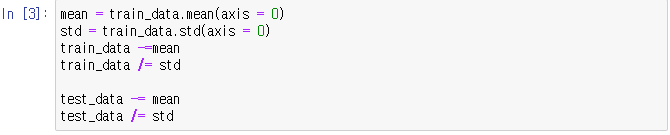 In [3]:
mean = train_data.mean(axis = 0)
std = train_data.std(axis = 0)
train_data -=mean
train_data /= std
test_data -= mean
test_data /= std